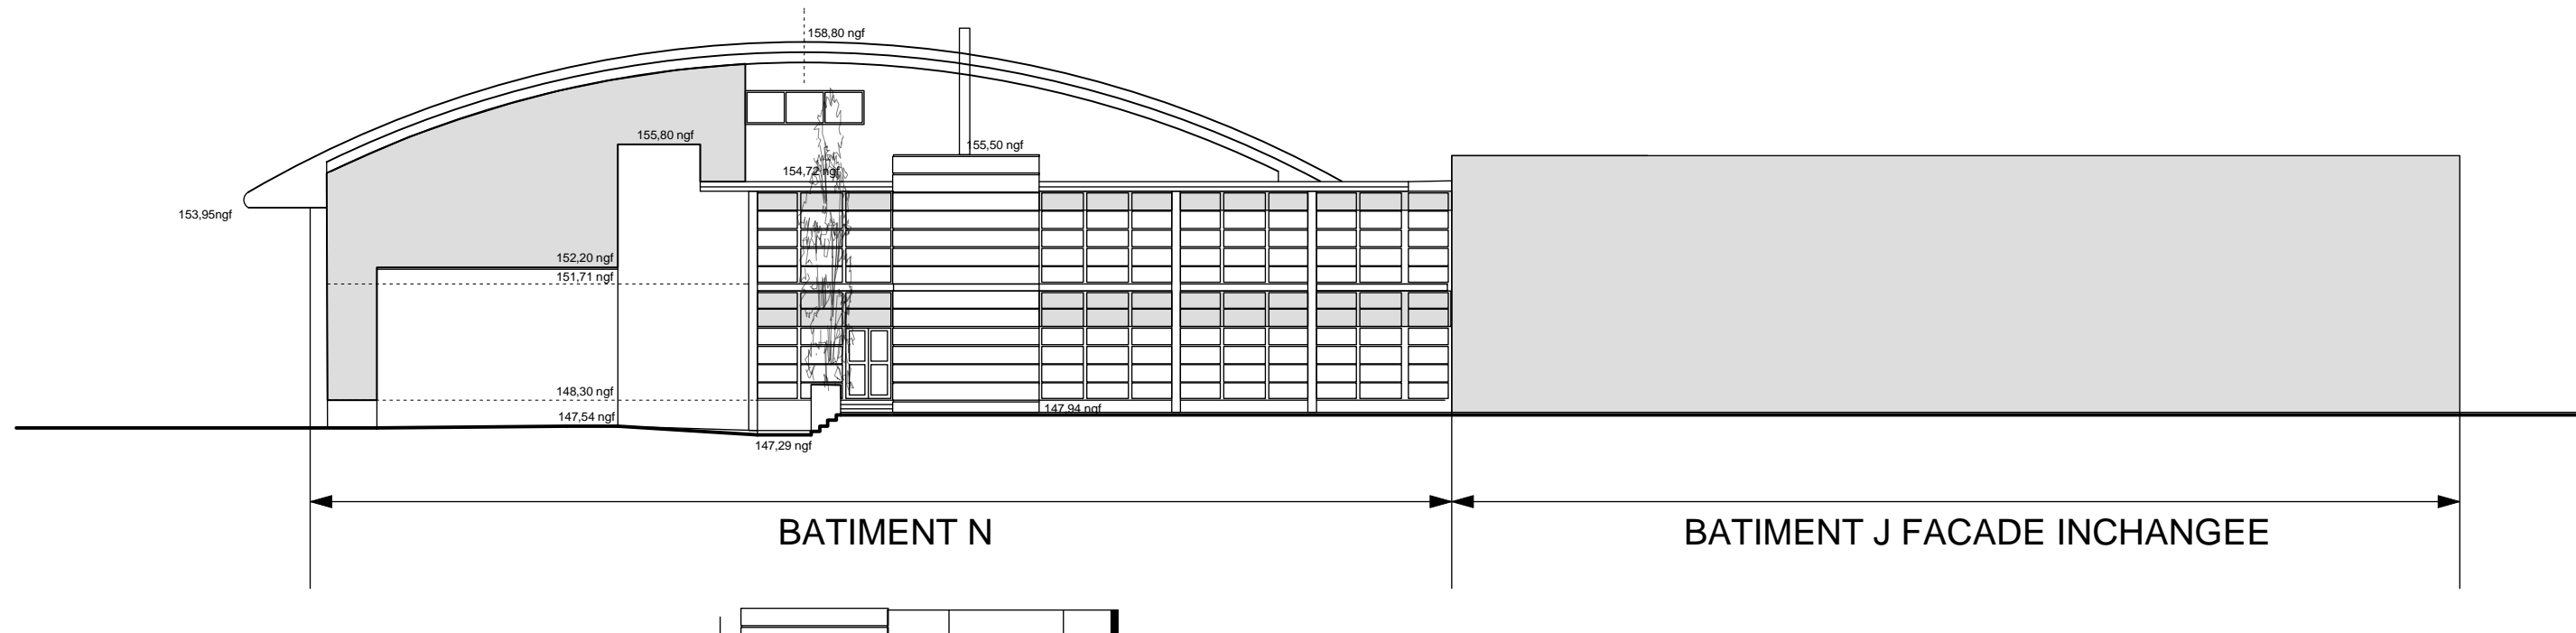 158,80 ngf
155,80 ngf
155,50 ngf
154,72 ngf
153,95ngf
152,20 ngf
151,71 ngf
148,30 ngf
147,94 ngf
147,54 ngf
147,29 ngf
BATIMENT N
BATIMENT J FACADE INCHANGEE